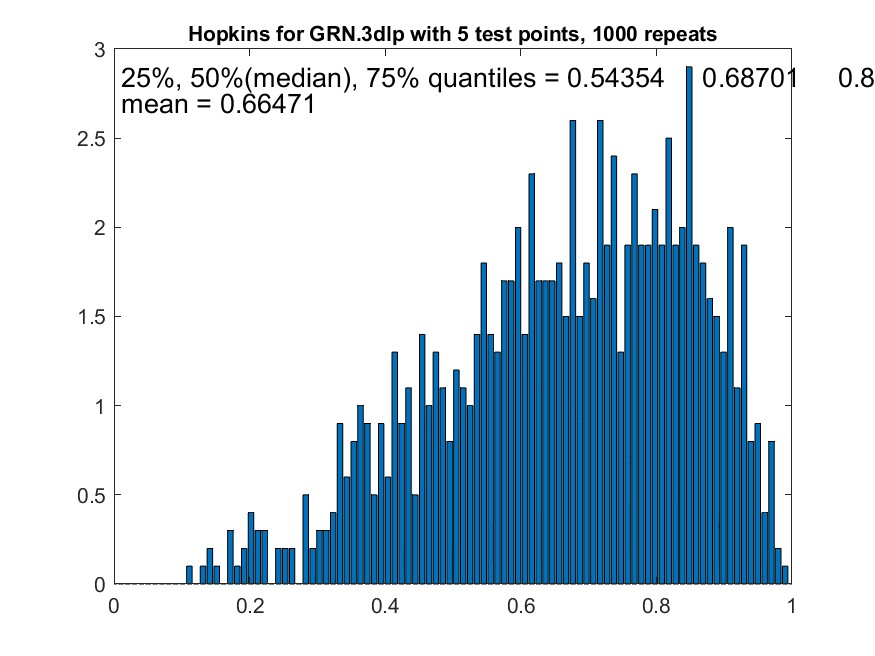 Hopkins for GRN.3dlp with 5 test points, 1000 repeats
25%, 50%(median), 75% quantiles = 0.54354 0.68701 0.8
mean = 0.66471
3
2.5
2
1.5
1
0.5
0
0 0.2 0.4 0.6 0.8 1